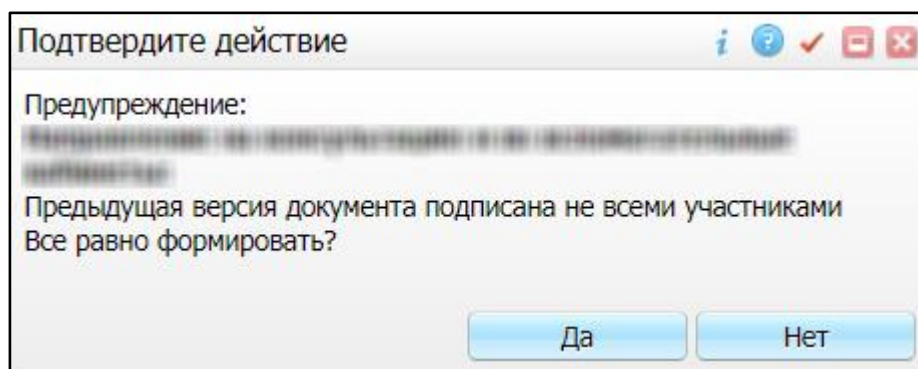 Подтвердите действие
Предупреждение:
Предыдущая версия документа подписана не всеми участниками
Все равно формировать?
Да
Нет